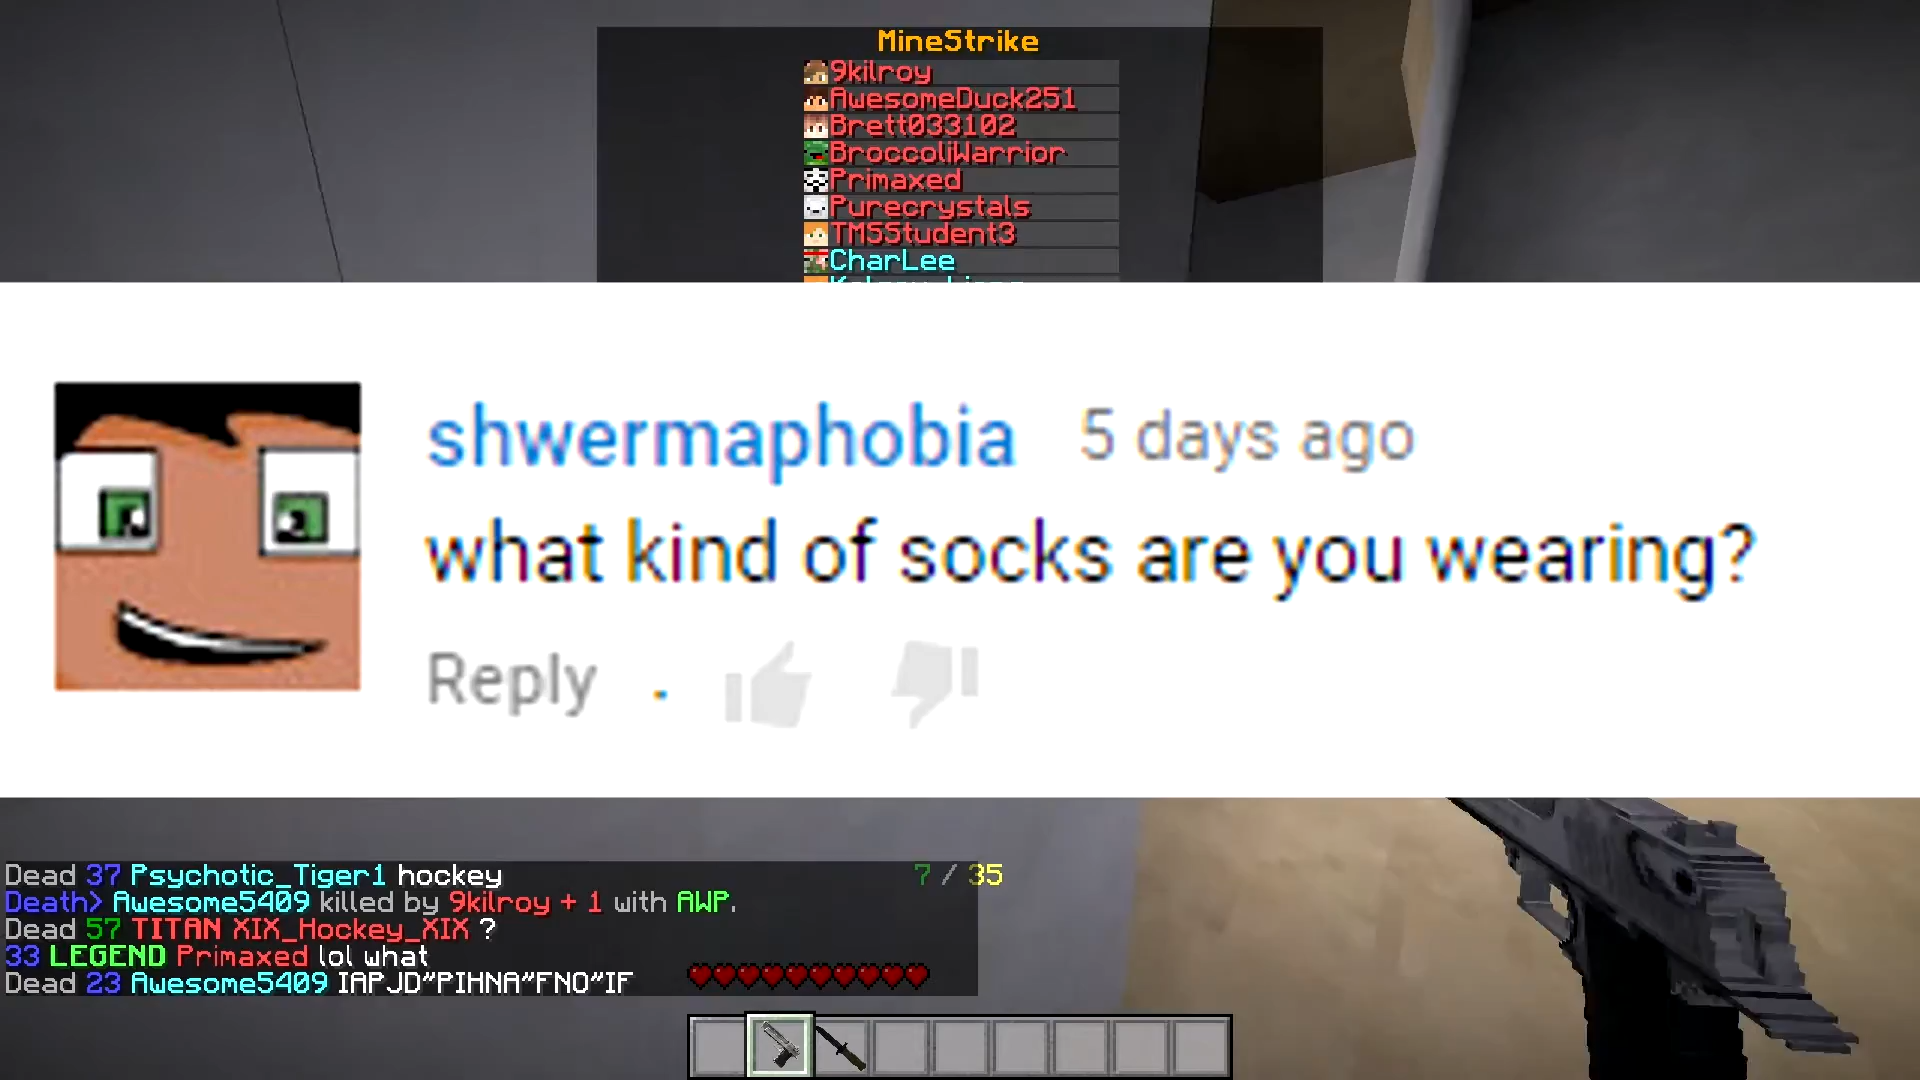 MineStrike
9kilroy
AwesomeDuck251
Brett033102
BroccoliWarrior
Primaxed
Purecrystals
TMSStudent3
CharLee
shwermaphobia 5 days ago
what kind of socks are you wearing?
Reply
Dead 37 Psychotic_Tiger1 hockey
7 / 35
Death> Awesome5409 killed by 9kilroy + 1 with AWP.
Dead 57 TITAN XIX_Hockey_XIX ?
33 LEGEND Primaxed lol what
Dead 23 Awesome5409 IAPJD"PIHNA"FNO"IF